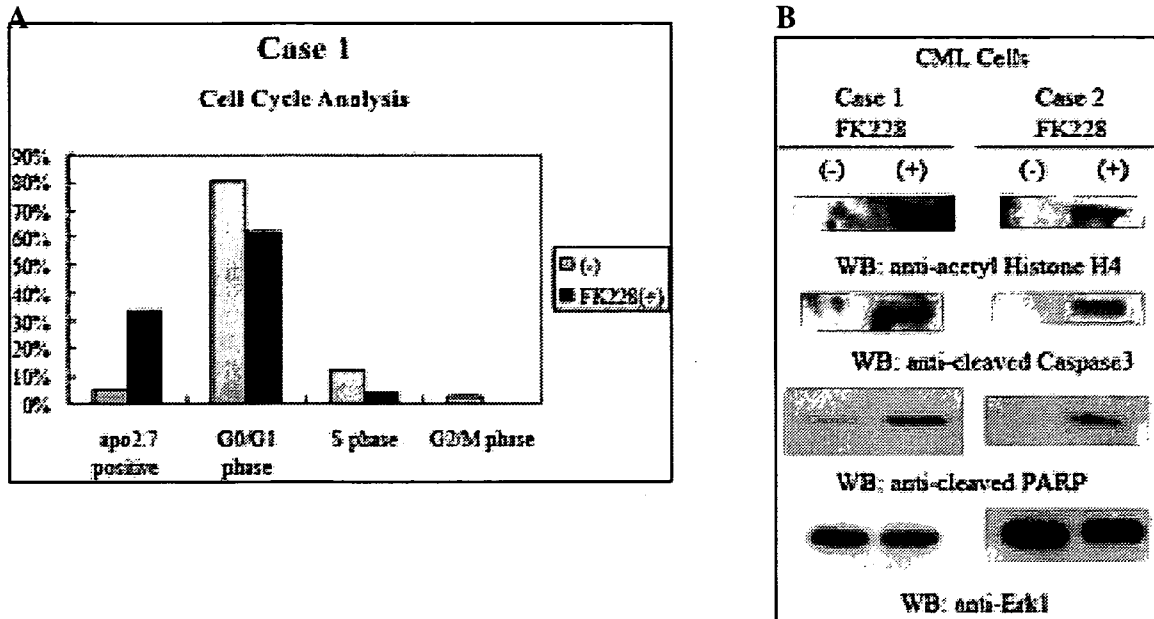 A
Case 1
Cell Cycle Analysis
90%
80%
70%
60%
50%
40%
30%
20%
10%
0%
apo2.7 positive
G0/G1 phase
S phase
G2/M phase
(-)
FK228(+)
B
CML Cells
Case 1 Case 2
FK228 FK228
(-) (+) (-) (+)
WB: anti-acetyl Histone H4
WB: anti-cleaved Caspase3
WB: anti-cleaved PARP
WB: anti-Erk1